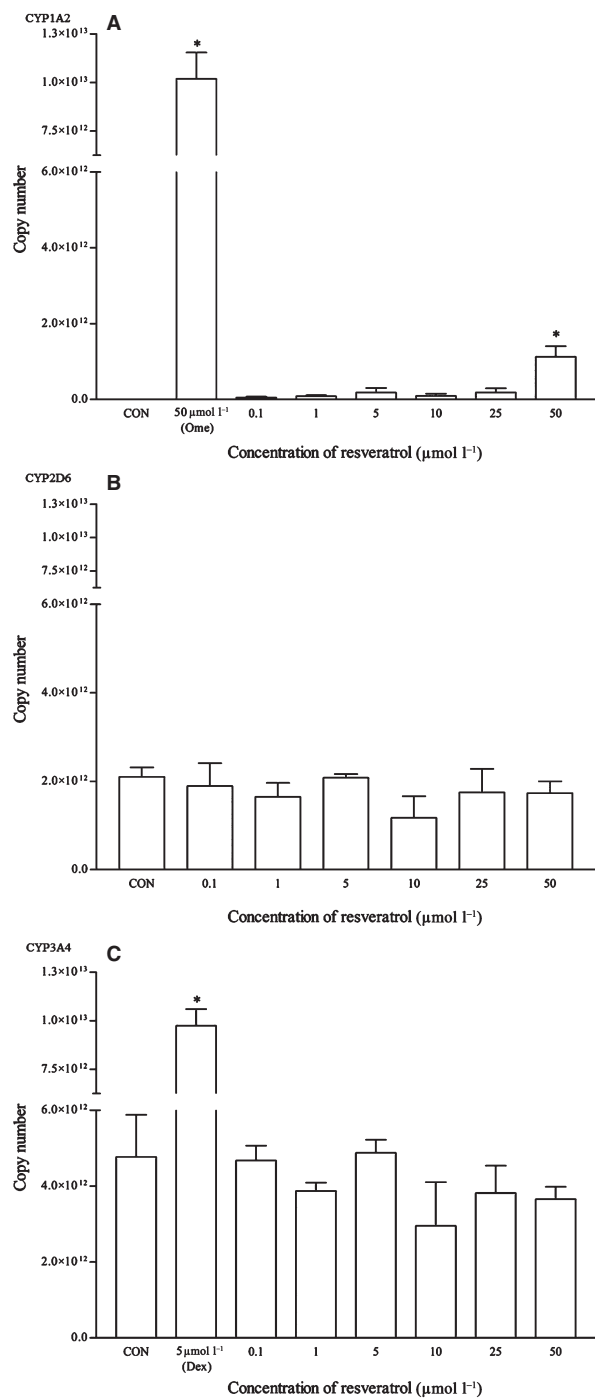 CYP1A2
A
1.3×10¹³
*
1.0×10¹³
7.5×10¹²
6.0×10¹²
Copy number
4.0×10¹²
2.0×10¹²
*
0.0
CON 50 µmol l⁻¹ 0.1 1 5 10 25 50
(Ome)
Concentration of resveratrol (µmol l⁻¹)
CYP2D6
B
1.3×10¹³
1.0×10¹³
7.5×10¹²
6.0×10¹²
Copy number
4.0×10¹²
2.0×10¹²
0.0
CON 0.1 1 5 10 25 50
Concentration of resveratrol (µmol l⁻¹)
CYP3A4
C
1.3×10¹³
*
1.0×10¹³
7.5×10¹²
6.0×10¹²
Copy number
4.0×10¹²
2.0×10¹²
0.0
CON 5 µmol l⁻¹ 0.1 1 5 10 25 50
(Dex)
Concentration of resveratrol (µmol l⁻¹)